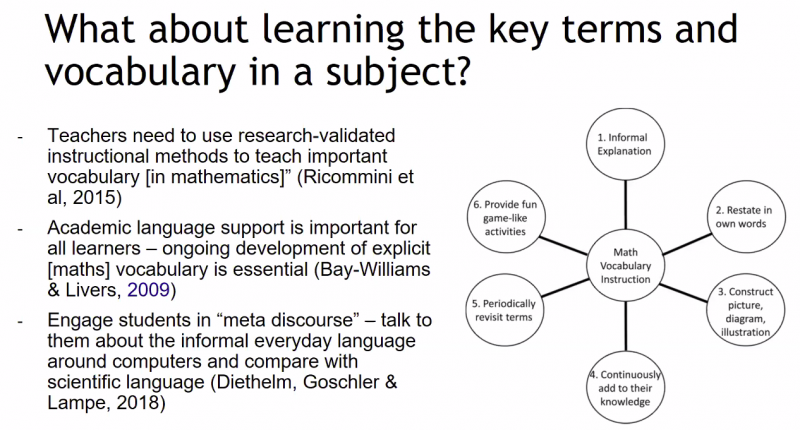 What about learning the key terms and
vocabulary in a subject?
- Teachers need to use research-validated
instructional methods to teach important
vocabulary [in mathematics]” (Ricommini et
al, 2015)
- Academic language support is important for
all learners – ongoing development of explicit
[maths] vocabulary is essential (Bay-Williams
& Livers, 2009)
- Engage students in “meta discourse” – talk to
them about the informal everyday language
around computers and compare with
scientific language (Diethelm, Goschler &
Lampe, 2018)
1. Informal
Explanation
2. Restate in
own words
3. Construct
picture,
diagram,
illustration
4. Continuously
add to their
knowledge
5. Periodically
revisit terms
6. Provide fun
game-like
activities
Math
Vocabulary
Instruction